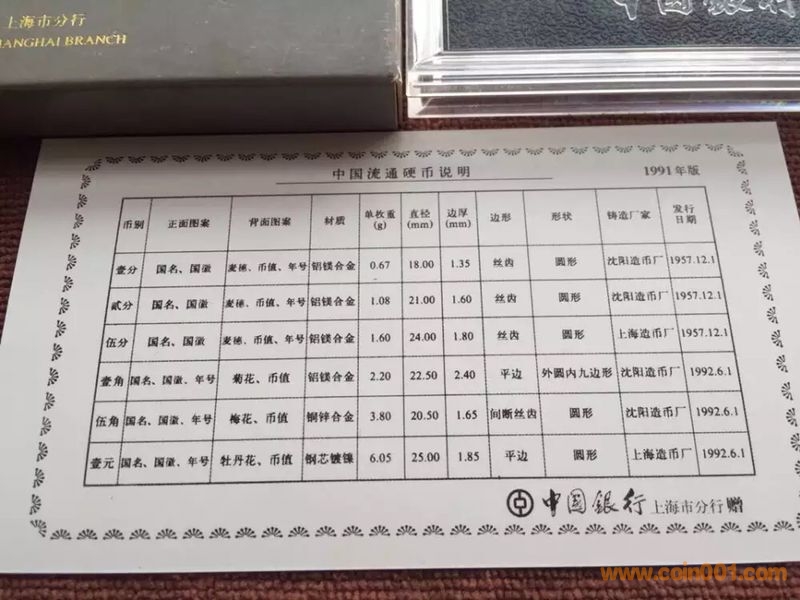 上海市分行
SHANGHAI BRANCH
中国銀行
中国流通硬币说明 1991年版
币别 正面图案 背面图案 材质 单枚重(g) 直径(mm) 边厚(mm) 边形 形状 铸造厂家 发行日期
壹分 国名、国徽 麦穗、币值、年号 铝镁合金 0.67 18.00 1.35 丝齿 圆形 沈阳造币厂 1957.12.1
贰分 国名、国徽 麦穗、币值、年号 铝镁合金 1.08 21.00 1.60 丝齿 圆形 沈阳造币厂 1957.12.1
伍分 国名、国徽 麦穗、币值、年号 铝镁合金 1.60 24.00 1.80 丝齿 圆形 上海造币厂 1957.12.1
壹角 国名、国徽、年号 菊花、币值 铝镁合金 2.20 22.50 2.40 平边 外圆内九边形 沈阳造币厂 1992.6.1
伍角 国名、国徽、年号 梅花、币值 铜锌合金 3.80 20.50 1.65 间断丝齿 圆形 沈阳造币厂 1992.6.1
壹元 国名、国徽、年号 牡丹花、币值 钢芯镀镍 6.05 25.00 1.85 平边 圆形 上海造币厂 1992.6.1
中国銀行 上海市分行 赠
www.coin001.com